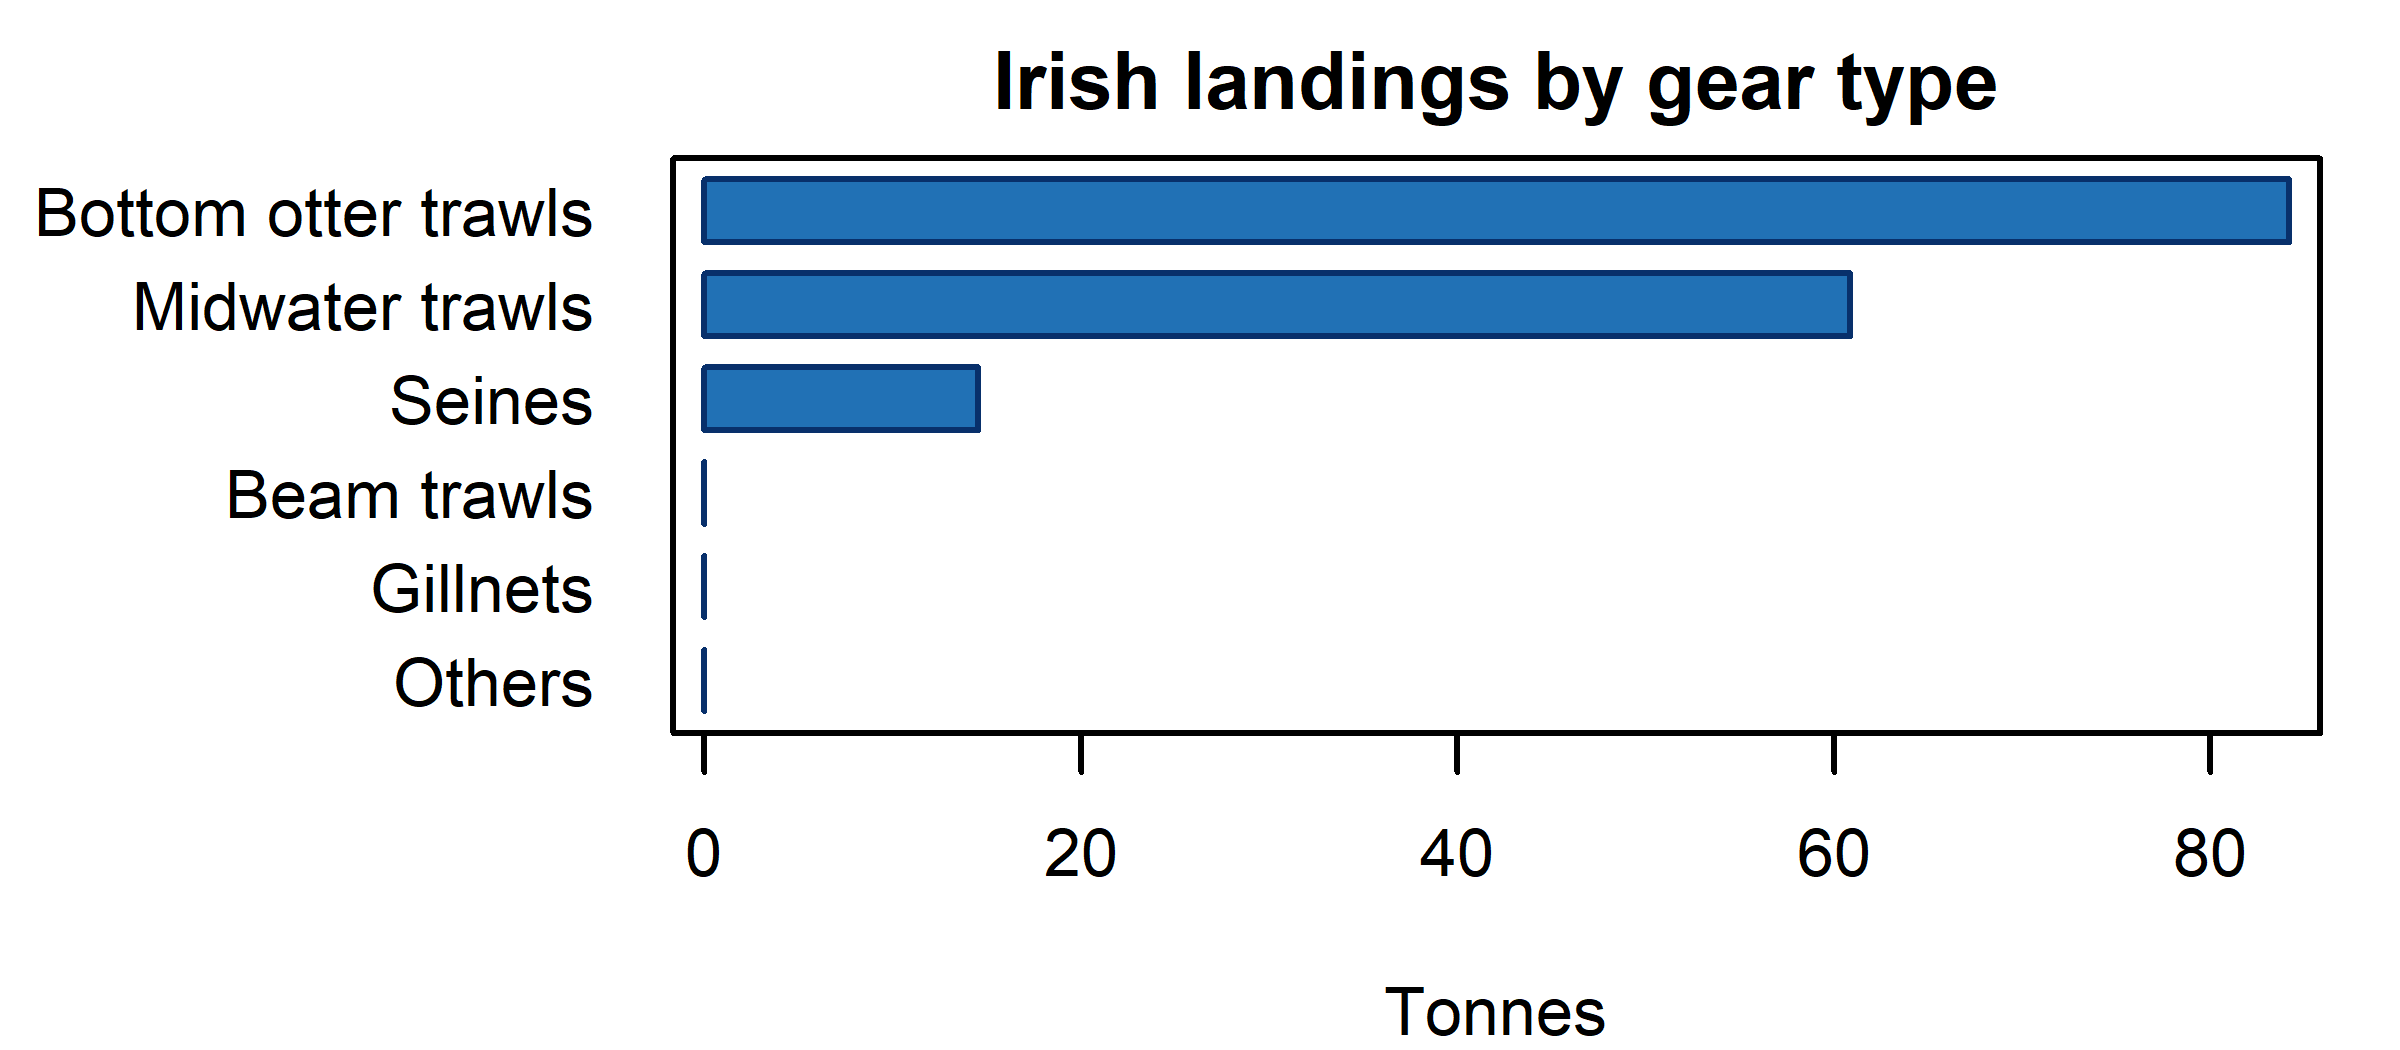 Irish landings by gear type
Bottom otter trawls
Midwater trawls
Seines
Beam trawls
Gillnets
Others
0 20 40 60 80
Tonnes